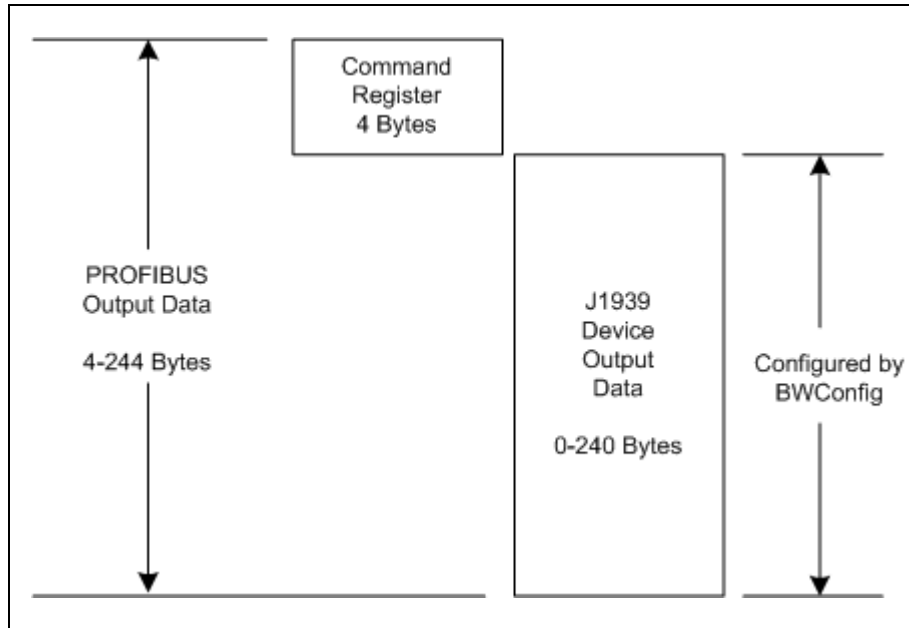 Command
Register
4 Bytes
PROFIBUS
Output Data
4-244 Bytes
J1939
Device
Output
Data
0-240 Bytes
Configured by
BWConfig